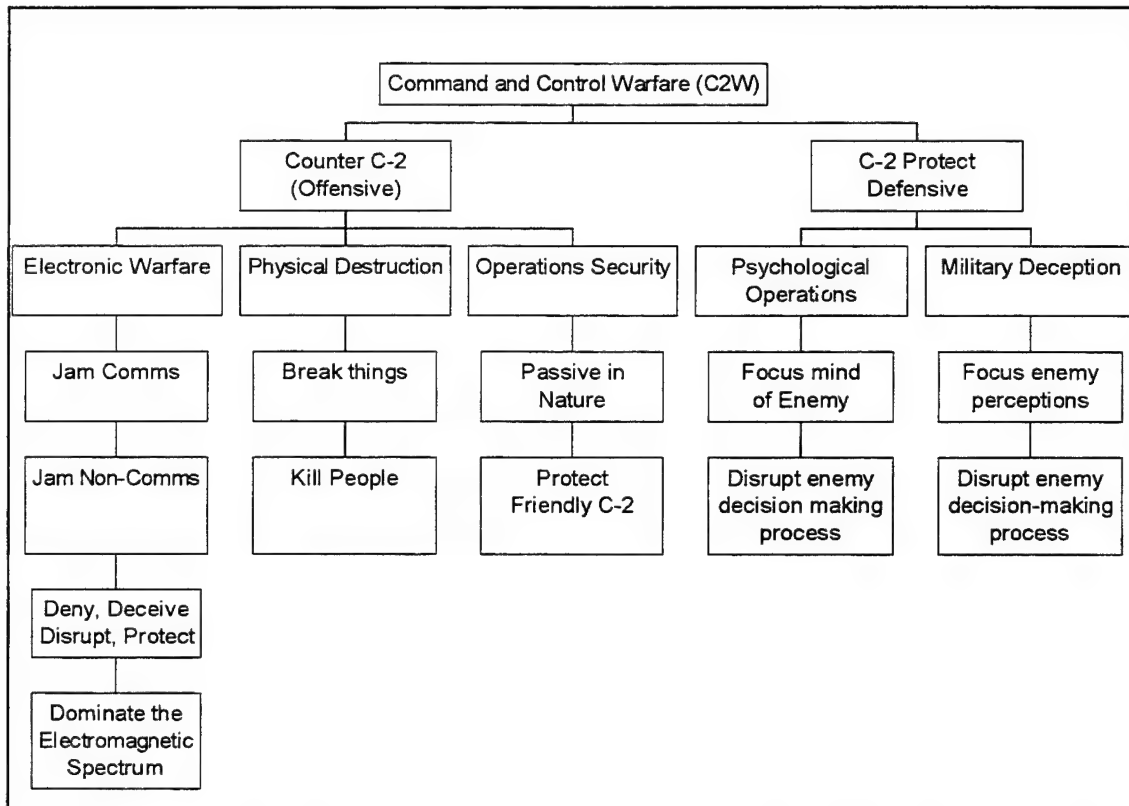 Command and Control Warfare (C2W)
Counter C-2
(Offensive)
C-2 Protect
Defensive
Electronic Warfare
Physical Destruction
Operations Security
Psychological
Operations
Military Deception
Jam Comms
Break things
Passive in
Nature
Focus mind
of Enemy
Focus enemy
perceptions
Jam Non-Comms
Kill People
Protect
Friendly C-2
Disrupt enemy
decision making
process
Disrupt enemy
decision-making
process
Deny, Deceive
Disrupt, Protect
Dominate the
Electromagnetic
Spectrum